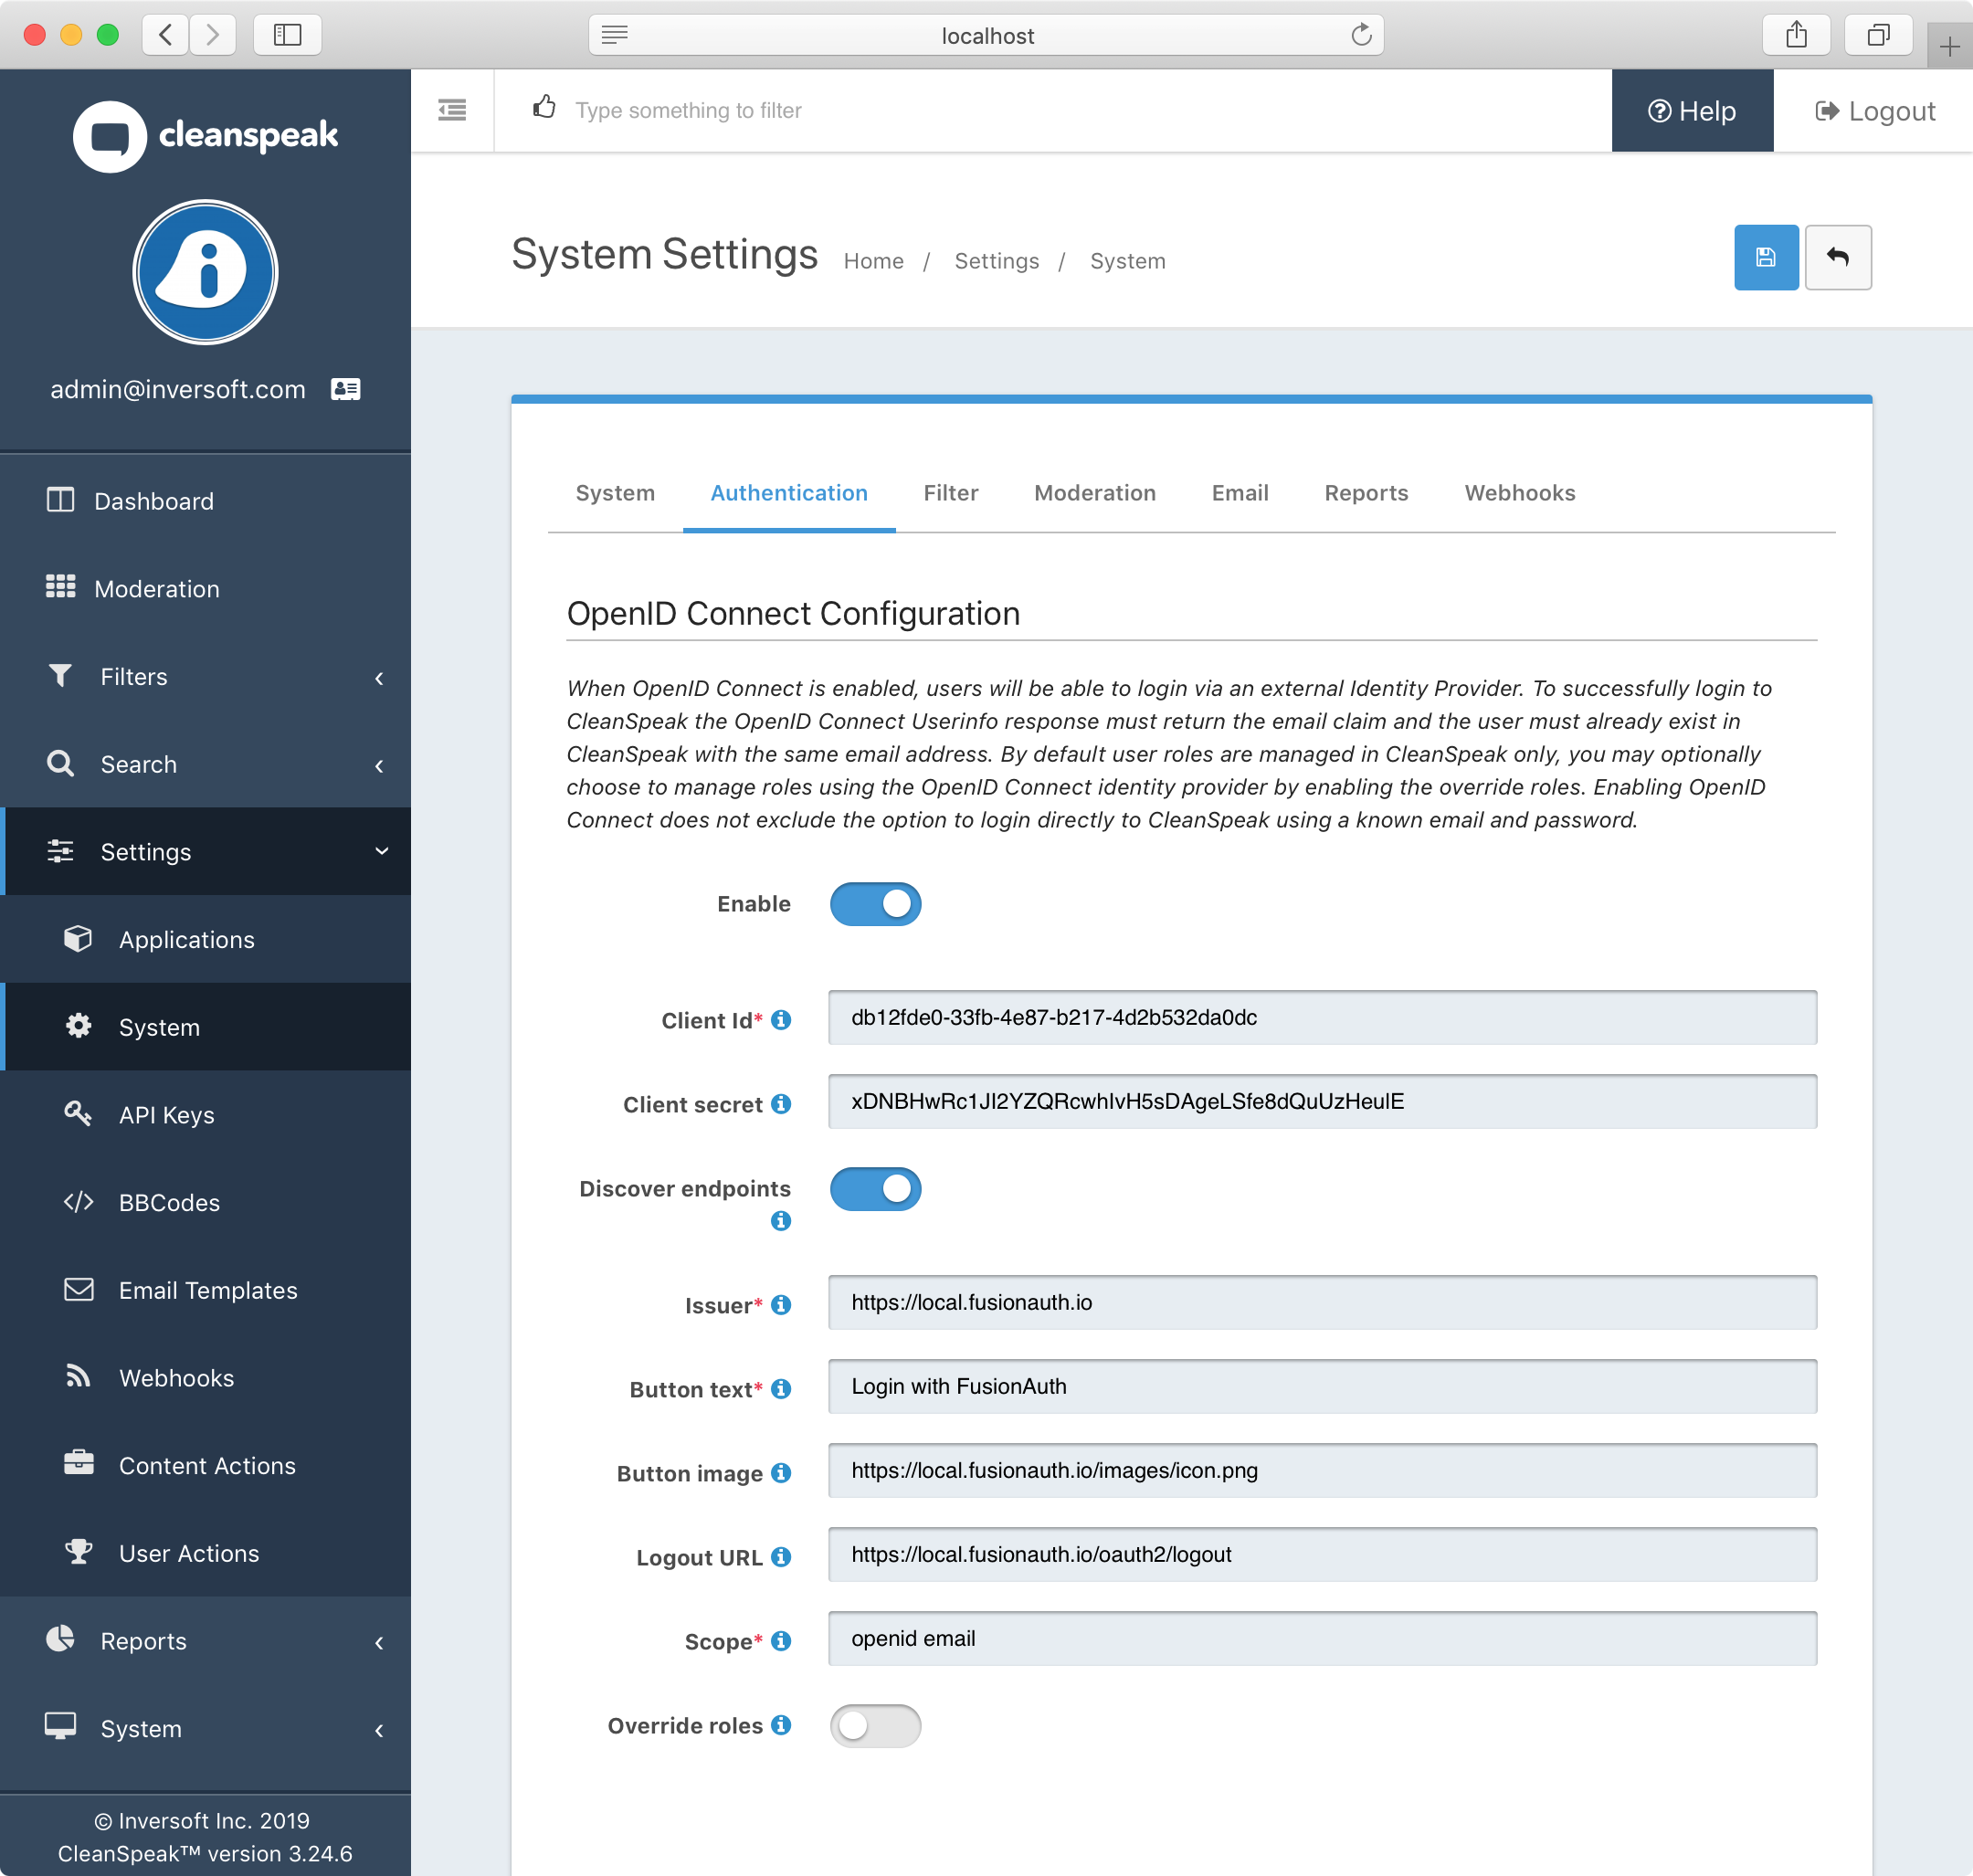 localhost
cleanspeak
Type something to filter
Help
Logout
System Settings Home / Settings / System
admin@inversoft.com
Dashboard
Moderation
Filters
Search
Settings
Applications
System
API Keys
BBCodes
Email Templates
Webhooks
Content Actions
User Actions
Reports
System
© Inversoft Inc. 2019
CleanSpeak™ version 3.24.6
System Authentication Filter Moderation Email Reports Webhooks
OpenID Connect Configuration
When OpenID Connect is enabled, users will be able to login via an external Identity Provider. To successfully login to
CleanSpeak the OpenID Connect Userinfo response must return the email claim and the user must already exist in
CleanSpeak with the same email address. By default user roles are managed in CleanSpeak only, you may optionally
choose to manage roles using the OpenID Connect identity provider by enabling the override roles. Enabling OpenID
Connect does not exclude the option to login directly to CleanSpeak using a known email and password.
Enable
Client Id* db12fde0-33fb-4e87-b217-4d2b532da0dc
Client secret xDNBHwRc1JI2YZQRcwhIvH5sDAgeLSfe8dQuUzHeuIE
Discover endpoints
Issuer* https://local.fusionauth.io
Button text* Login with FusionAuth
Button image https://local.fusionauth.io/images/icon.png
Logout URL https://local.fusionauth.io/oauth2/logout
Scope* openid email
Override roles